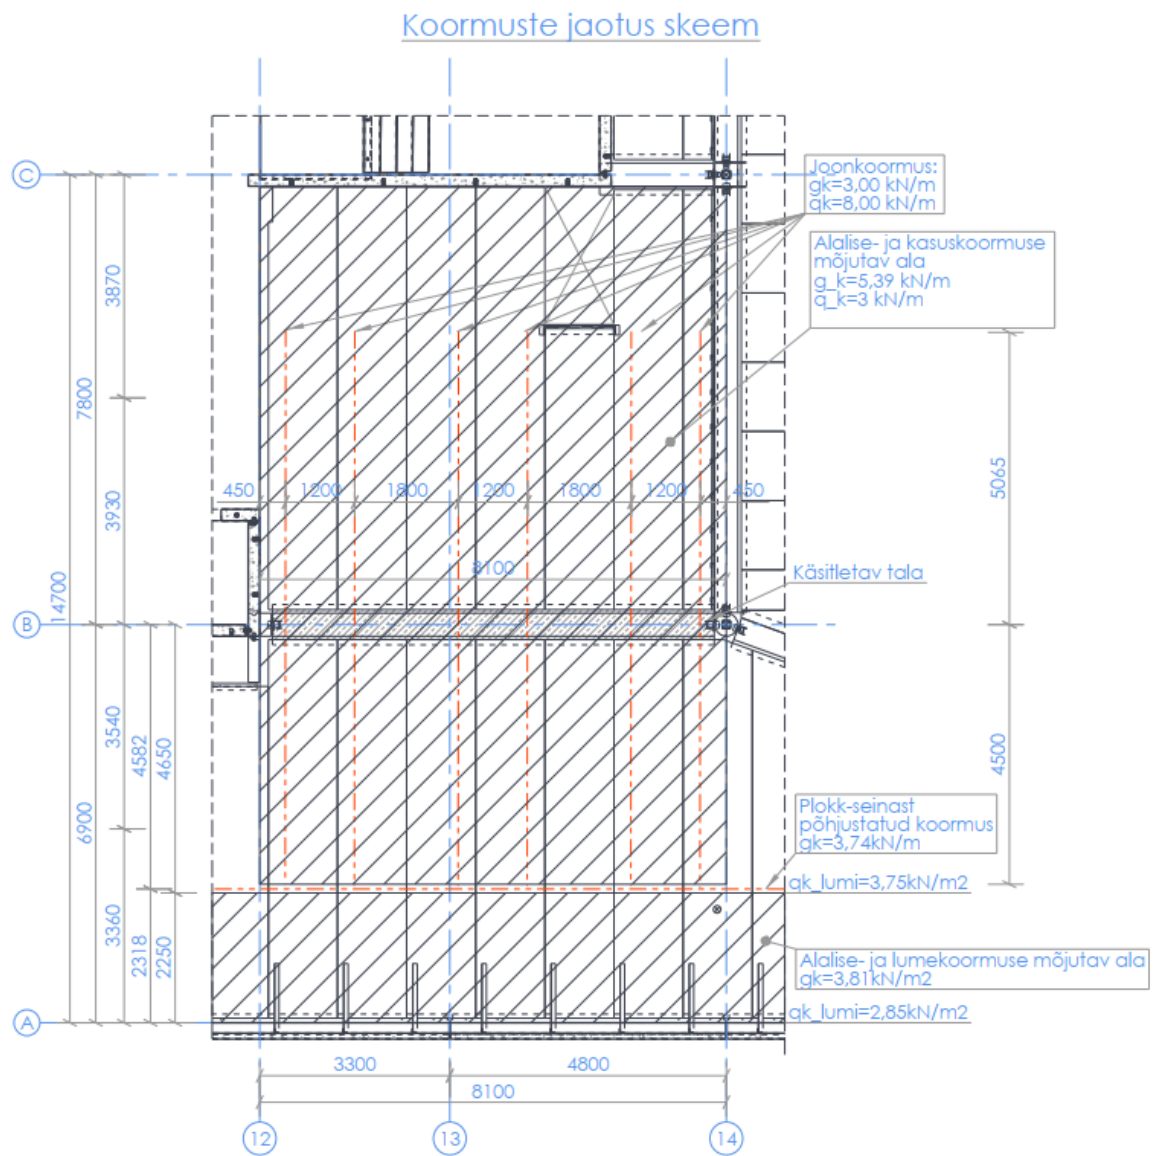 Koormuste jaotus skeem
C
Joonkoormus:
gk=3,00 kN/m
qk=8,00 kN/m
Alalise- ja kasuskoormuse
mõjutav ala
g_k=5,39 kN/m
q_k=3 kN/m
3870
7800
3930
5065
450
1200
1800
1200
1800
1200
450
8100
14700
Käsitletav tala
B
3540
4582
4650
4500
6900
Plokk-seinast
põhjustatud koormus
gk=3,74kN/m
qk_lumi=3,75kN/m2
3360
2318
2250
Alalise- ja lumekoormuse mõjutav ala
gk=3,81kN/m2
qk_lumi=2,85kN/m2
A
3300
4800
8100
12
13
14